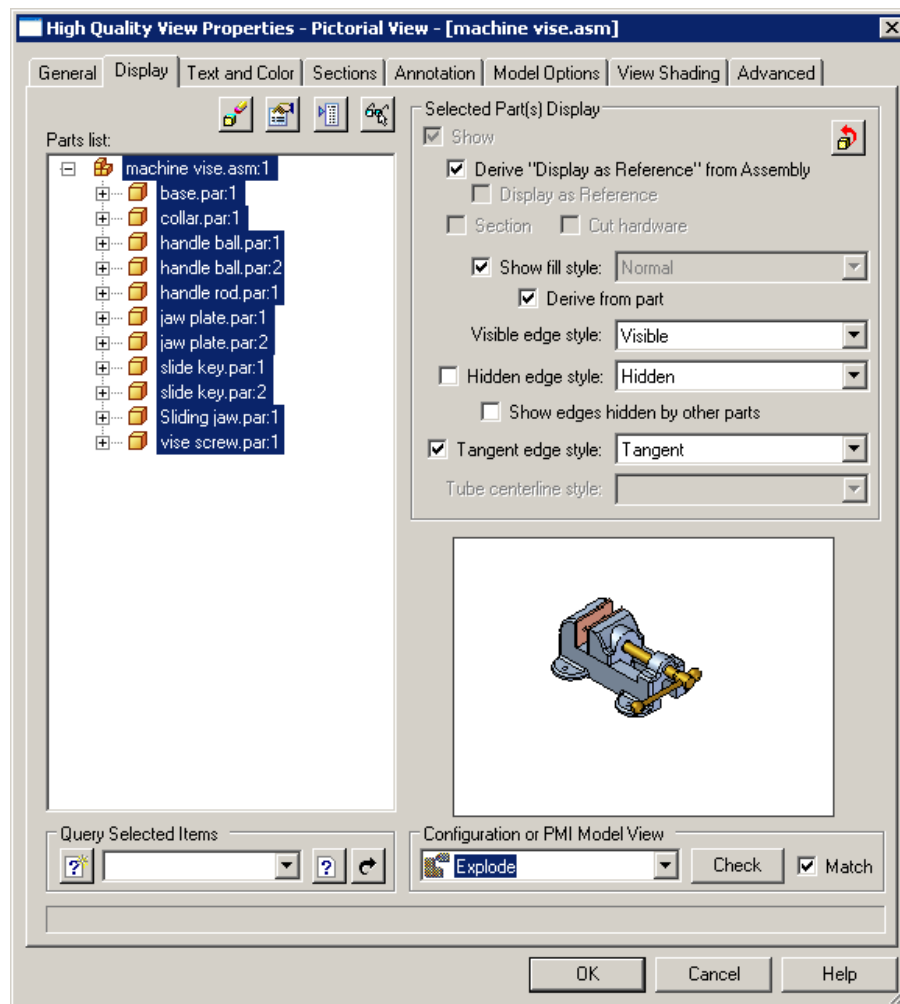 High Quality View Properties - Pictorial View - [machine vise.asm]
General Display Text and Color Sections Annotation Model Options View Shading Advanced
Parts list:
machine vise.asm:1
base.par:1
collar.par:1
handle ball.par:1
handle ball.par:2
handle rod.par:1
jaw plate.par:1
jaw plate.par:2
slide key.par:1
slide key.par:2
Sliding jaw.par:1
vise screw.par:1
Selected Part(s) Display
Show
Derive "Display as Reference" from Assembly
Display as Reference
Section Cut hardware
Show fill style: Normal
Derive from part
Visible edge style: Visible
Hidden edge style: Hidden
Show edges hidden by other parts
Tangent edge style: Tangent
Tube centerline style:
Query Selected Items
Configuration or PMI Model View
Explode Check Match
OK Cancel Help